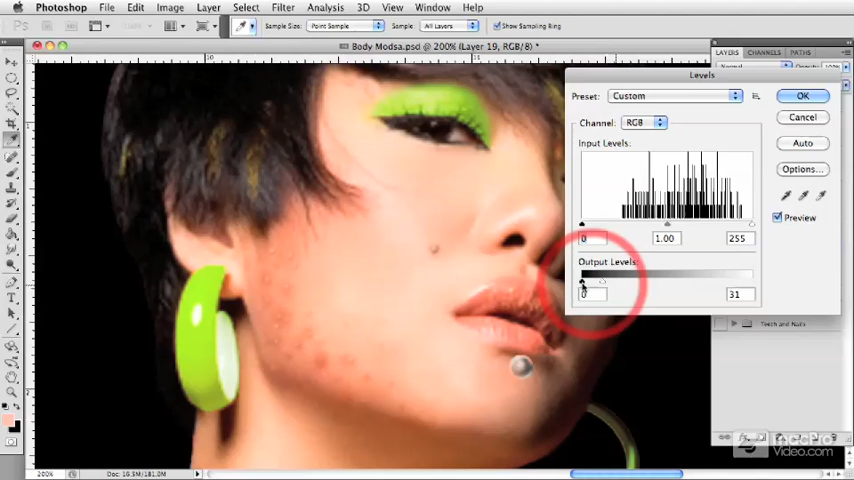 Photoshop File Edit Image Layer Select Filter Analysis 3D View Window Help
Sample Size: Point Sample Sample: All Layers Show Sampling Ring
Body Modsa.psd @ 200% (Layer 19, RGB/8) *
LAYERS CHANNELS PATHS
Normal Opacity: 100%
Levels
Preset: Custom OK
Channel: RGB Cancel
Input Levels: Auto
Options...
Preview
0 1.00 255
Output Levels:
0 31
Teeth and Nails
macProVideo
200% Doc: 16.5M/181.0M